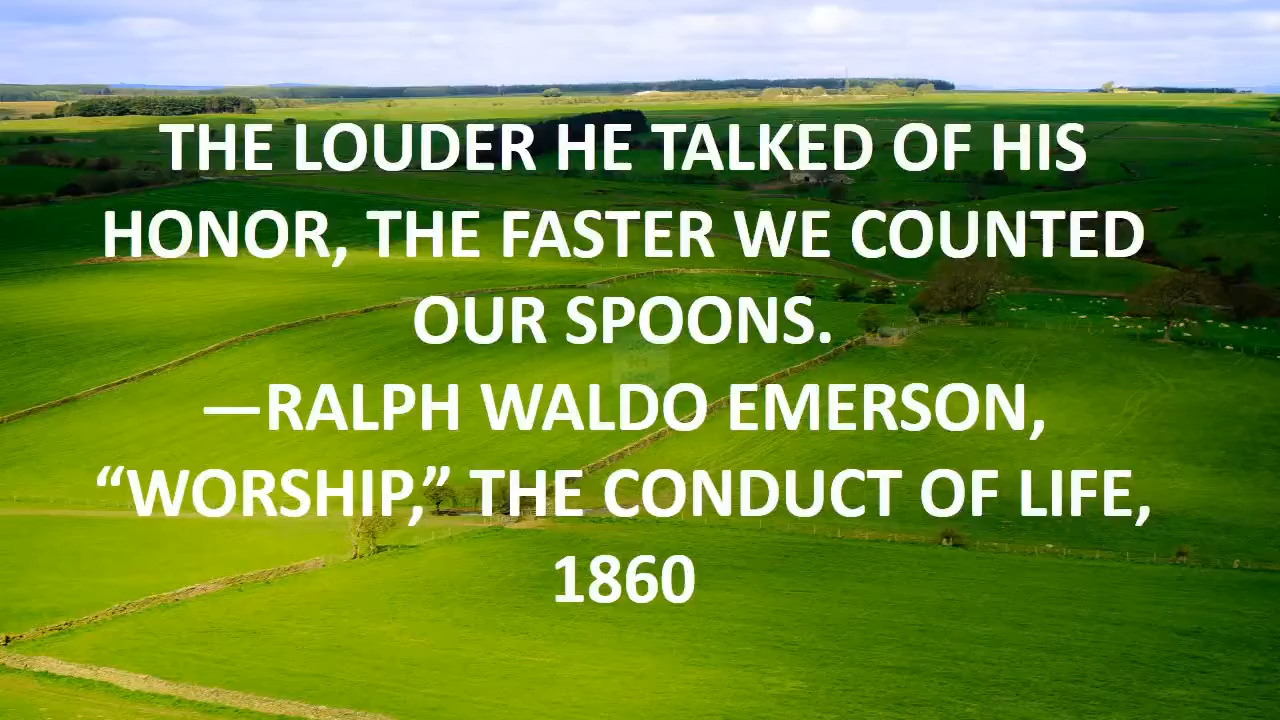 THE LOUDER HE TALKED OF HIS
HONOR, THE FASTER WE COUNTED
OUR SPOONS.
—RALPH WALDO EMERSON,
“WORSHIP,” THE CONDUCT OF LIFE,
1860